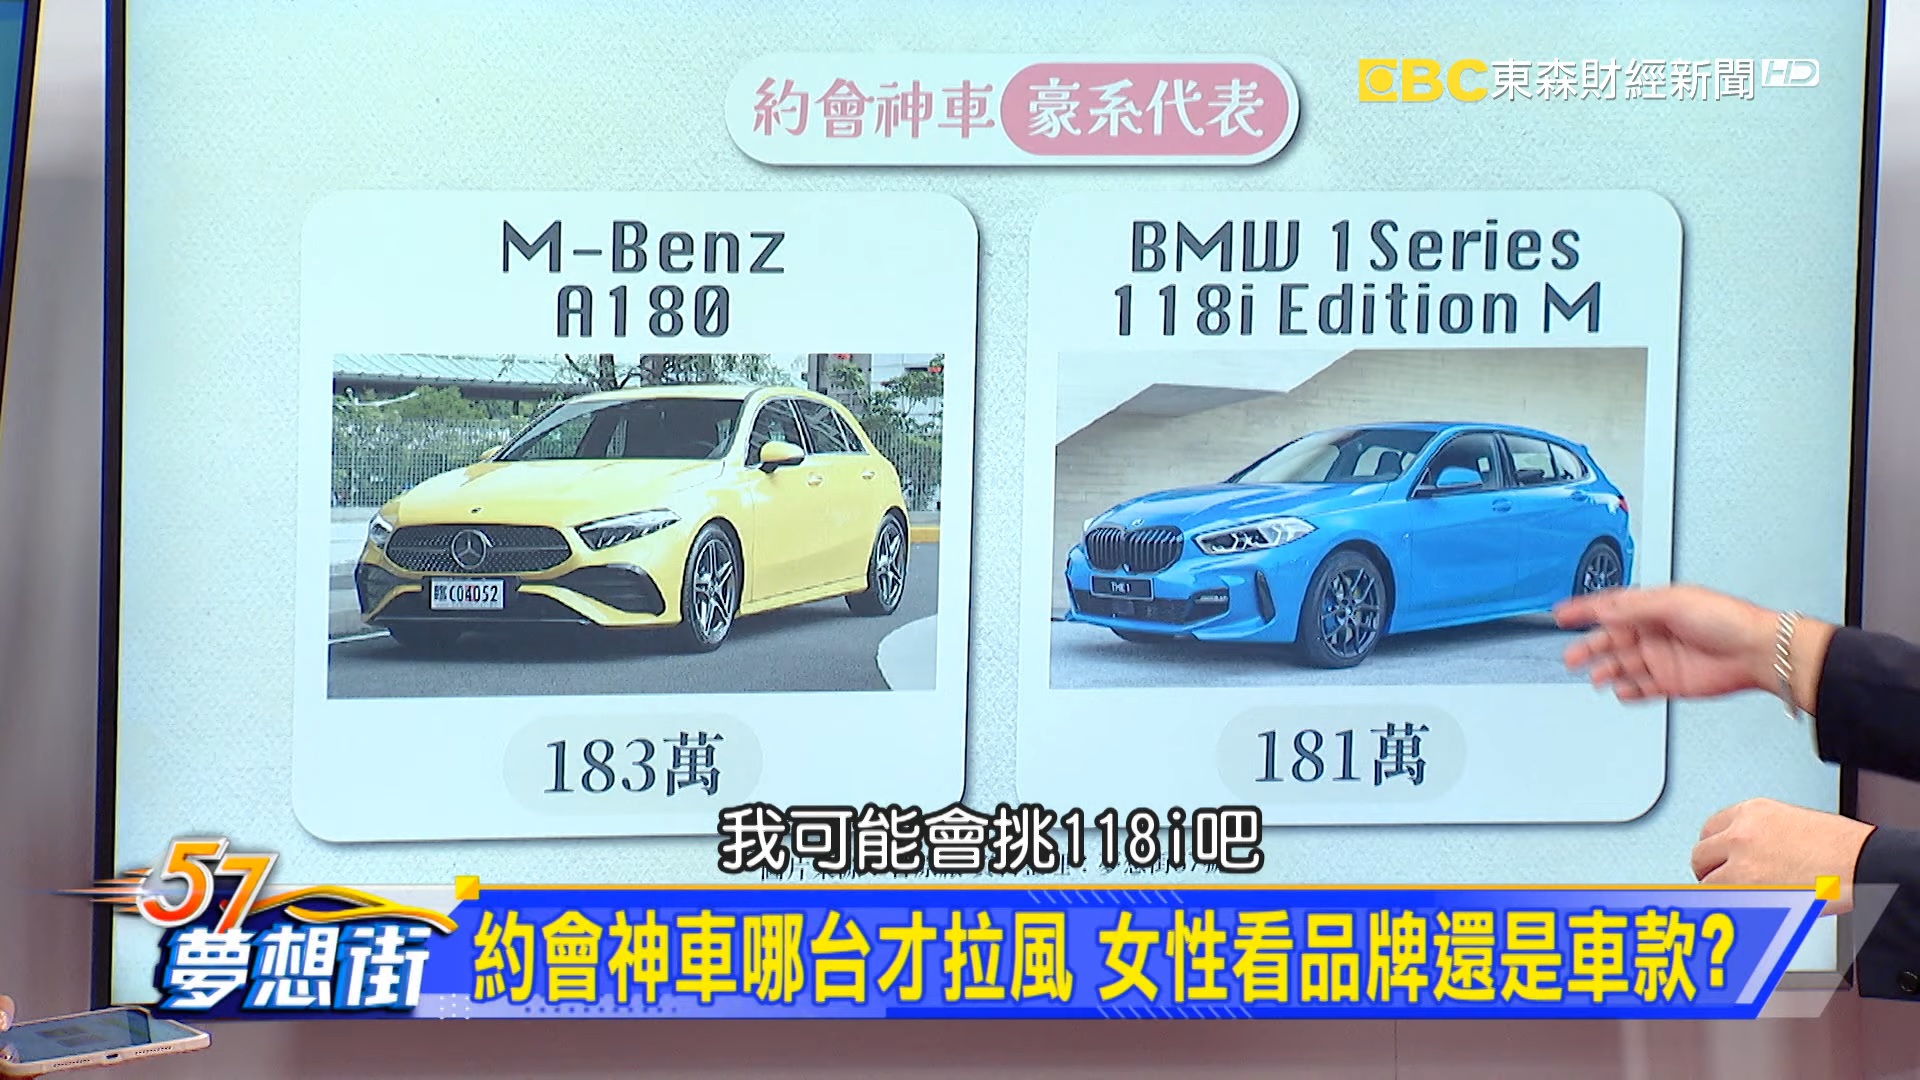 EBC東森財經新聞HD
約會神車 豪系代表
M-Benz
A180
BMW 1Series
118i Edition M
THE 1
183萬
181萬
我可能會挑118i吧
57
夢想街
約會神車哪台才拉風 女性看品牌還是車款?